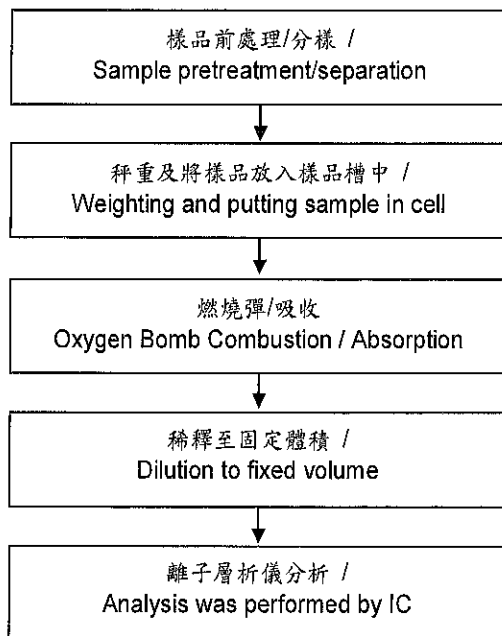 樣品前處理/分樣 /
Sample pretreatment/separation
秤重及將樣品放入樣品槽中 /
Weighting and putting sample in cell
燃燒彈/吸收
Oxygen Bomb Combustion / Absorption
稀釋至固定體積 /
Dilution to fixed volume
離子層析儀分析 /
Analysis was performed by IC